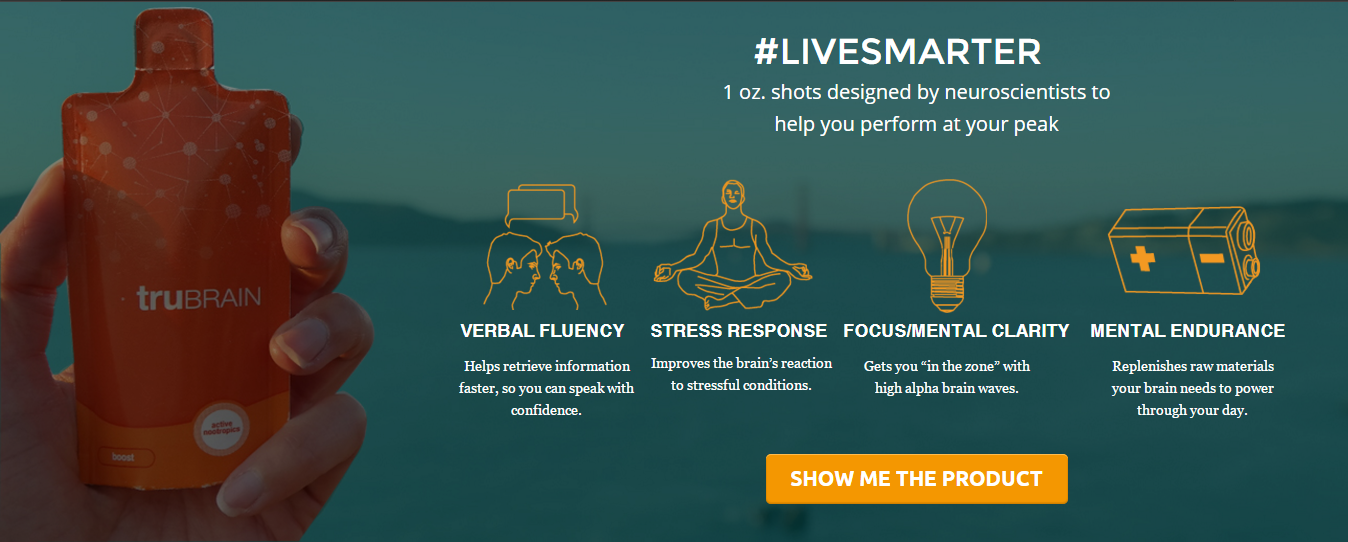 #LIVESMARTER
1 oz. shots designed by neuroscientists to
help you perform at your peak
VERBAL FLUENCY
Helps retrieve information
faster, so you can speak with
confidence.
STRESS RESPONSE
Improves the brain's reaction
to stressful conditions.
FOCUS/MENTAL CLARITY
Gets you “in the zone” with
high alpha brain waves.
MENTAL ENDURANCE
Replenishes raw materials
your brain needs to power
through your day.
SHOW ME THE PRODUCT
truBRAIN
active
neotropics
boost